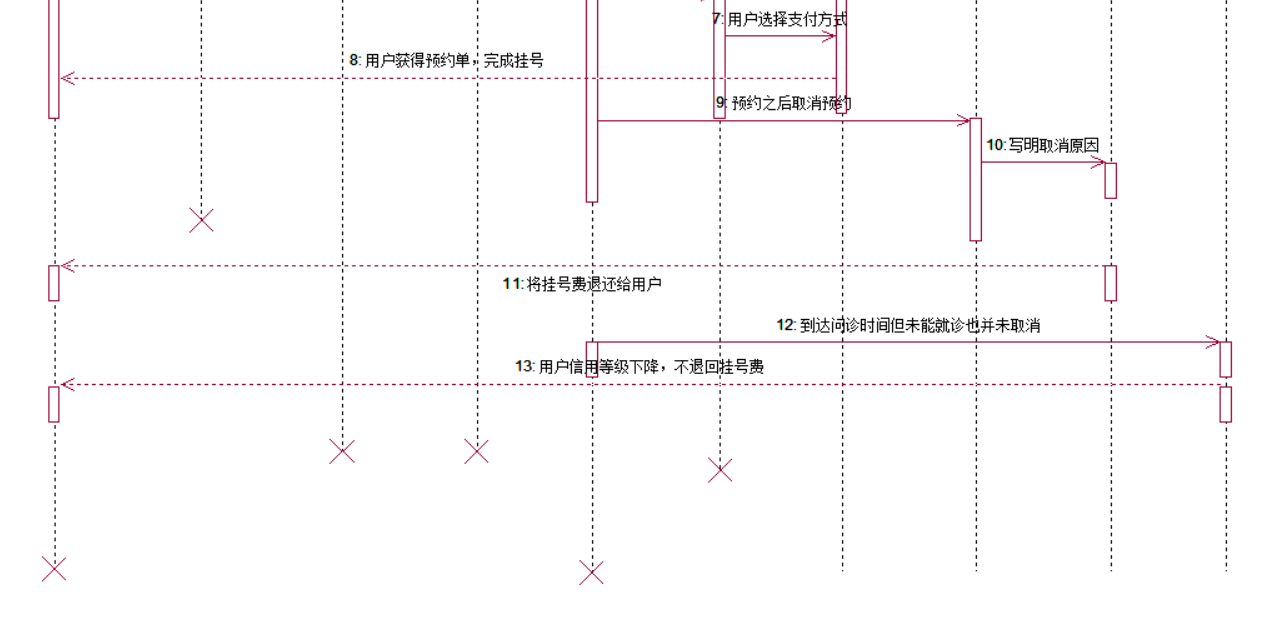 7: 用户选择支付方式
8: 用户获得预约单，完成挂号
9: 预约之后取消预约
10: 写明取消原因
11: 将挂号费退还给用户
12: 到达问诊时间但未能就诊也并未取消
13: 用户信用等级下降，不退回挂号费